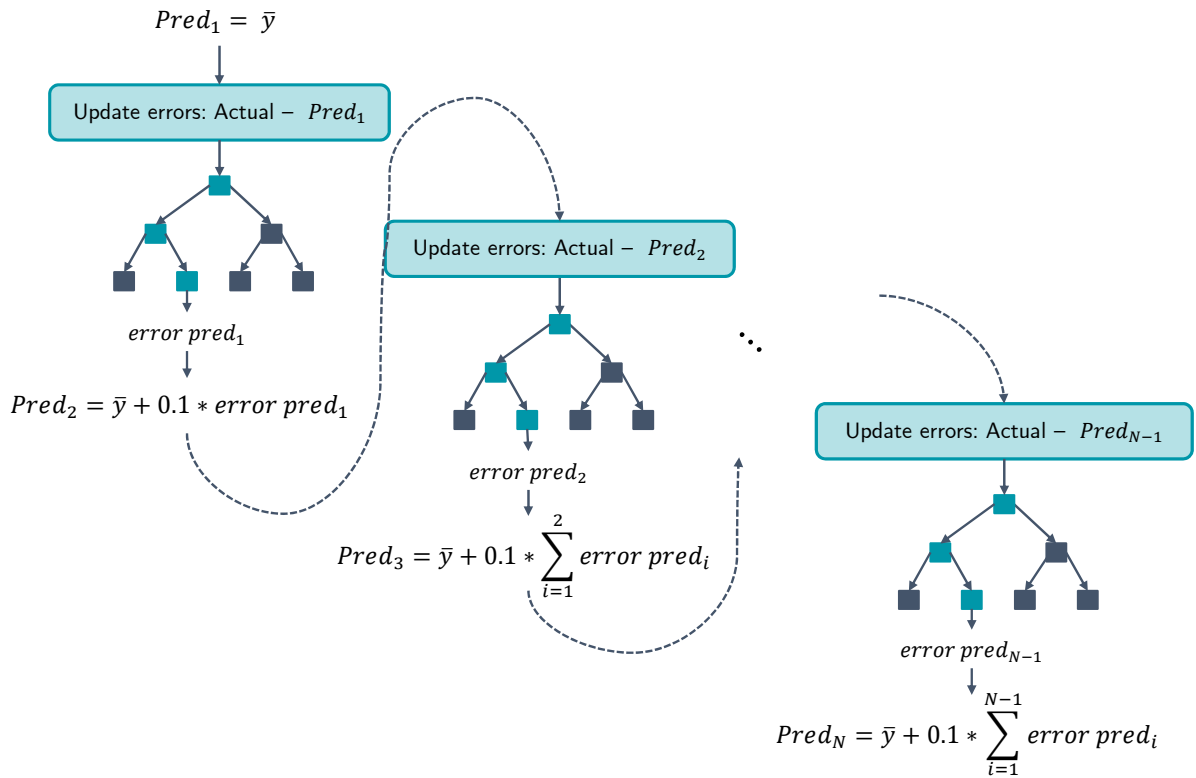 Pred₁ = ȳ
Update errors: Actual – Pred₁
error pred₁
Pred₂ = ȳ + 0.1 * error pred₁
Update errors: Actual – Pred₂
error pred₂
Pred₃ = ȳ + 0.1 * ∑_{i=1}^{2} error predᵢ
⋱
Update errors: Actual – Pred_{N−1}
error pred_{N−1}
Pred_N = ȳ + 0.1 * ∑_{i=1}^{N−1} error predᵢ